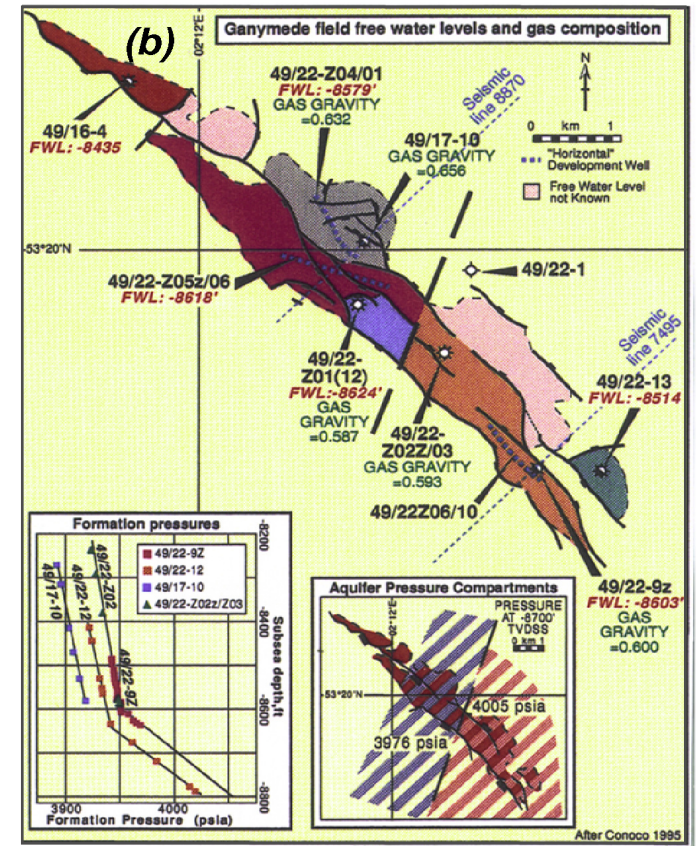 (b)
02°12'E
Ganymede field free water levels and gas composition
49/22-Z04/01
FWL: -8579'
GAS GRAVITY
=0.632
Seismic
line 8870
N
0 km 1
"Horizontal"
Development Well
Free Water Level
not Known
49/16-4
FWL: -8435
49/17-10
GAS GRAVITY
=0.656
53°20'N
49/22-1
49/22-Z05z/06
FWL: -8618'
Seismic
line 7495
49/22-
Z01(12)
FWL:-8624'
GAS
GRAVITY
=0.587
49/22-13
FWL: -8514
49/22-
Z02Z/03
GAS GRAVITY
=0.593
49/22Z06/10
49/22-9z
FWL: -8603'
GAS
GRAVITY
=0.600
Formation pressures
49/22-9Z
49/22-12
49/17-10
49/22-Z02z/Z03
49/17-10
49/22-12
49/22-Z02
49/22-9Z
-8200
-8400
-8600
-8800
Subsea depth,ft
3900
4000
Formation Pressure (psia)
Aquifer Pressure Compartments
02°12'E
PRESSURE
AT -8700'
TVDSS
0 km 1
53°20'N
4005 psia
3976 psia
After Conoco 1995